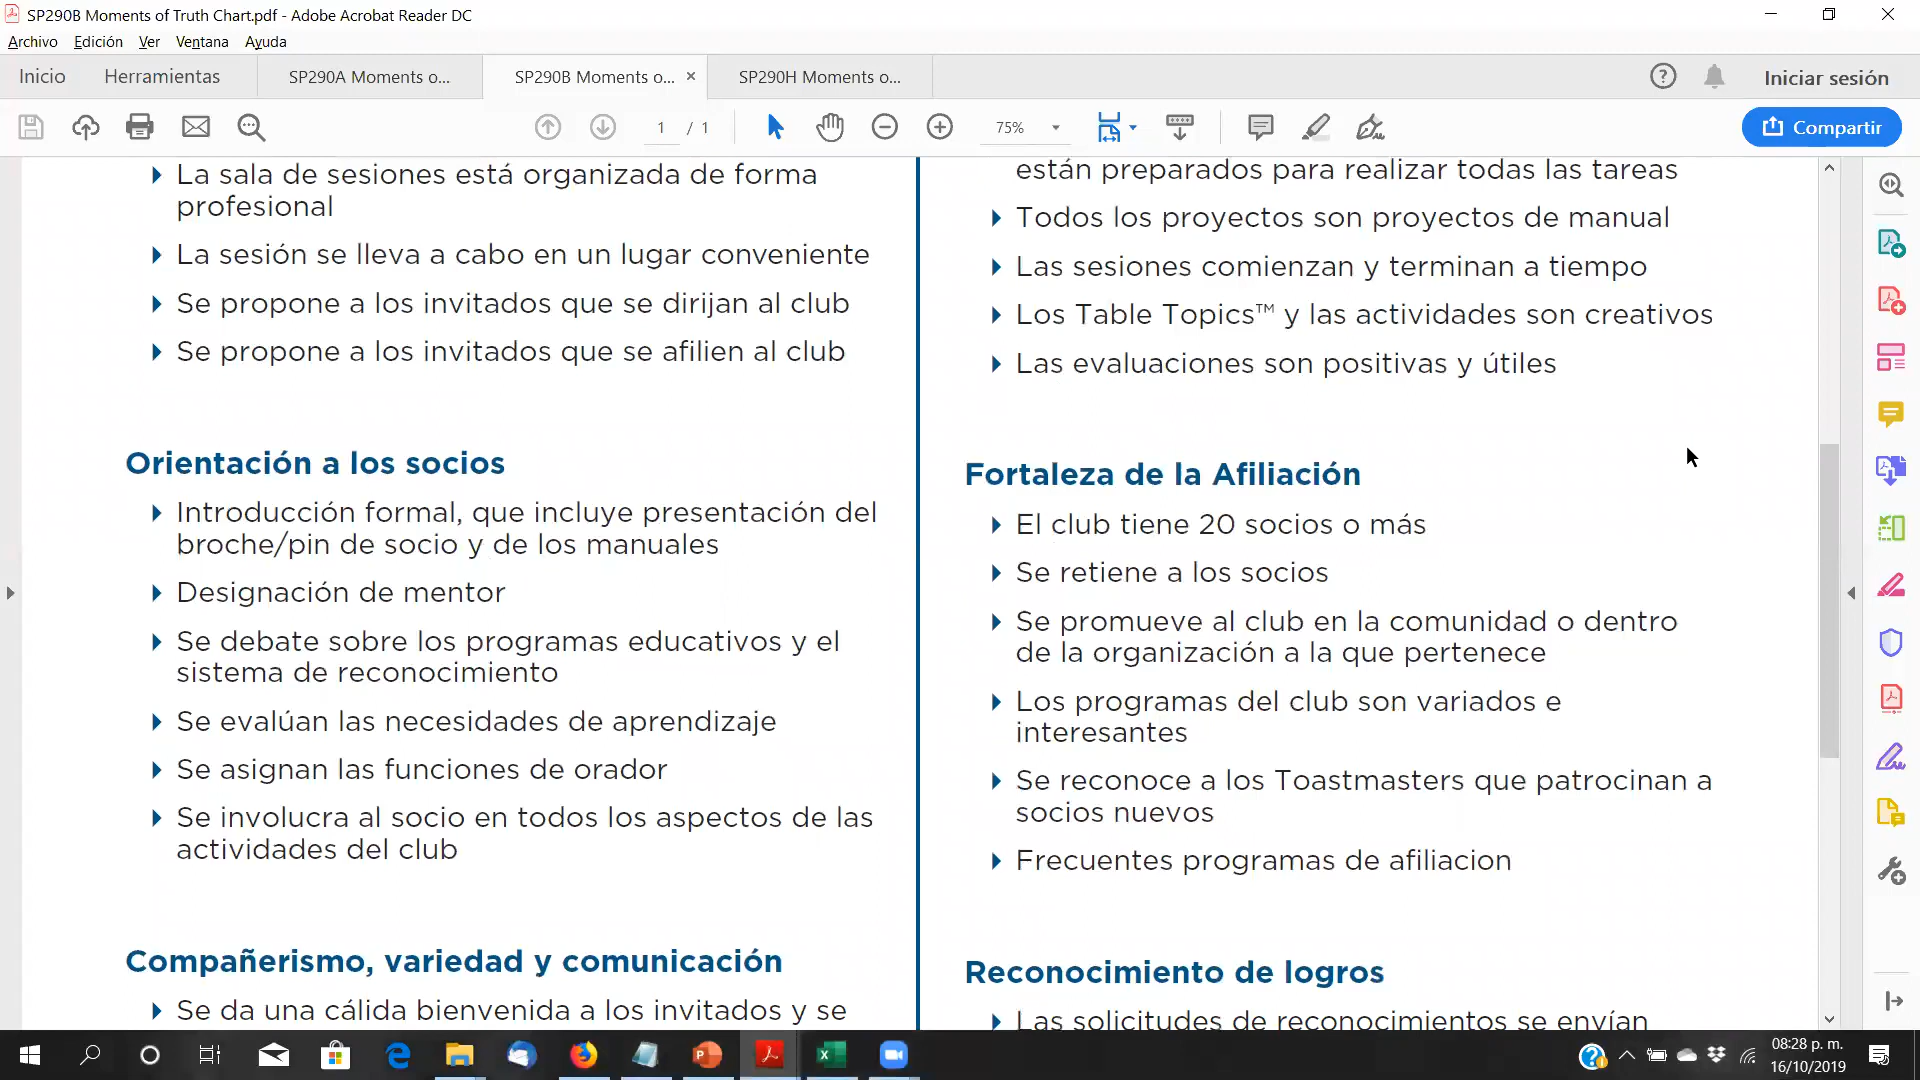 SP290B Moments of Truth Chart.pdf - Adobe Acrobat Reader DC
Archivo Edición Ver Ventana Ayuda
Inicio Herramientas SP290A Moments o... SP290B Moments o... × SP290H Moments o... Iniciar sesión
1 / 1 75% Compartir
La sala de sesiones está organizada de forma
profesional
La sesión se lleva a cabo en un lugar conveniente
Se propone a los invitados que se dirijan al club
Se propone a los invitados que se afilien al club
Orientación a los socios
Introducción formal, que incluye presentación del
broche/pin de socio y de los manuales
Designación de mentor
Se debate sobre los programas educativos y el
sistema de reconocimiento
Se evalúan las necesidades de aprendizaje
Se asignan las funciones de orador
Se involucra al socio en todos los aspectos de las
actividades del club
Compañerismo, variedad y comunicación
Se da una cálida bienvenida a los invitados y se
están preparados para realizar todas las tareas
Todos los proyectos son proyectos de manual
Las sesiones comienzan y terminan a tiempo
Los Table Topics™ y las actividades son creativos
Las evaluaciones son positivas y útiles
Fortaleza de la Afiliación
El club tiene 20 socios o más
Se retiene a los socios
Se promueve al club en la comunidad o dentro
de la organización a la que pertenece
Los programas del club son variados e
interesantes
Se reconoce a los Toastmasters que patrocinan a
socios nuevos
Frecuentes programas de afiliacion
Reconocimiento de logros
Las solicitudes de reconocimientos se envían
08:28 p. m.
16/10/2019